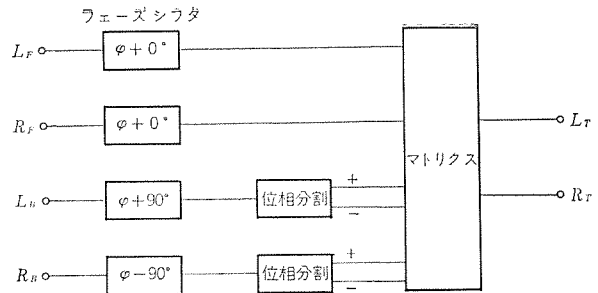 フェーズシフタ
L_F φ+0°
R_F φ+0°
L_T
マトリクス
L_B φ+90° 位相分割 + −
R_T
R_B φ−90° 位相分割 + −